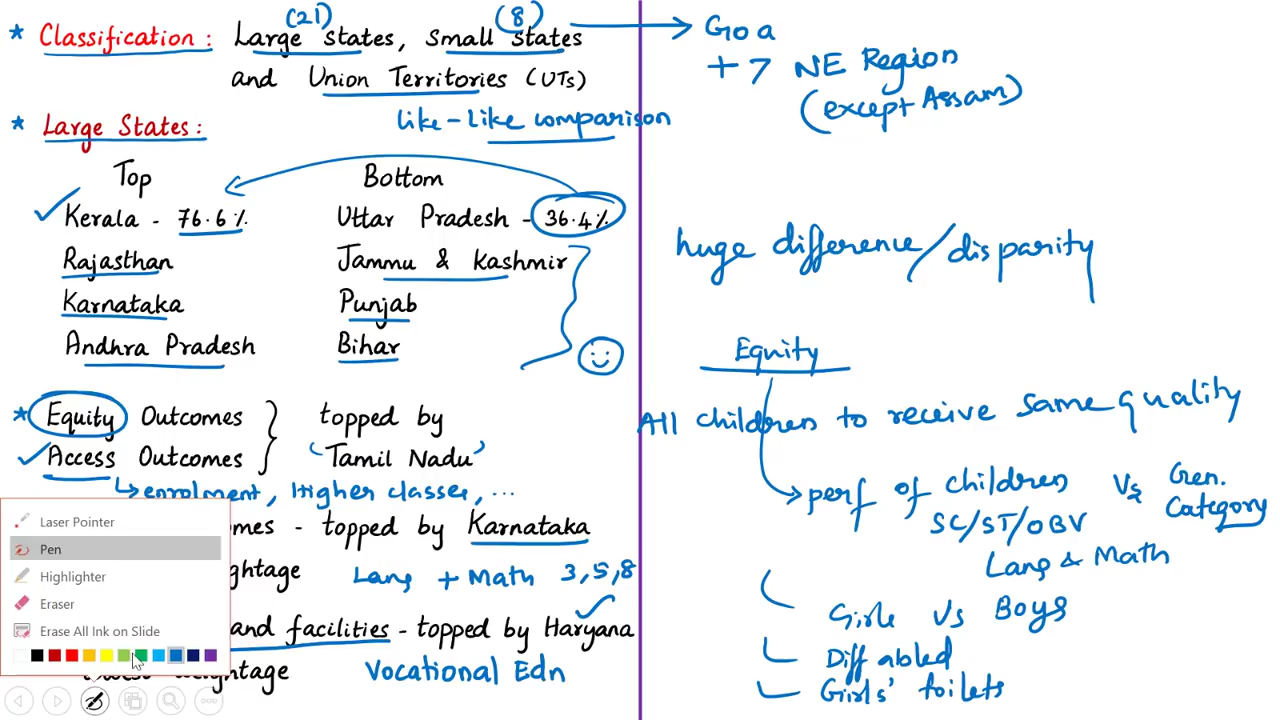 (21) (8)
* Classification: Large states, small states → Goa
and Union Territories (UTs) + 7 NE Region
(except Assam)
* Large States: like-like comparison
Top Bottom
Kerala - 76.6% Uttar Pradesh - 36.4%
Rajasthan Jammu & Kashmir
Karnataka Punjab
Andhra Pradesh Bihar
* Equity Outcomes } topped by
Access Outcomes Tamil Nadu
enrolment, Higher classes, ...
omes - topped by Karnataka
ightage Lang + Math 3,5,8
and facilities - topped by Haryana
weightage Vocational Edn
huge difference/disparity
Equity
All children to receive same quality
perf of children Vs Gen.
SC/ST/OBV Category
Lang & Math
Girls Vs Boys
Diff abled
Girls' toilets
Laser Pointer
Pen
Highlighter
Eraser
Erase All Ink on Slide